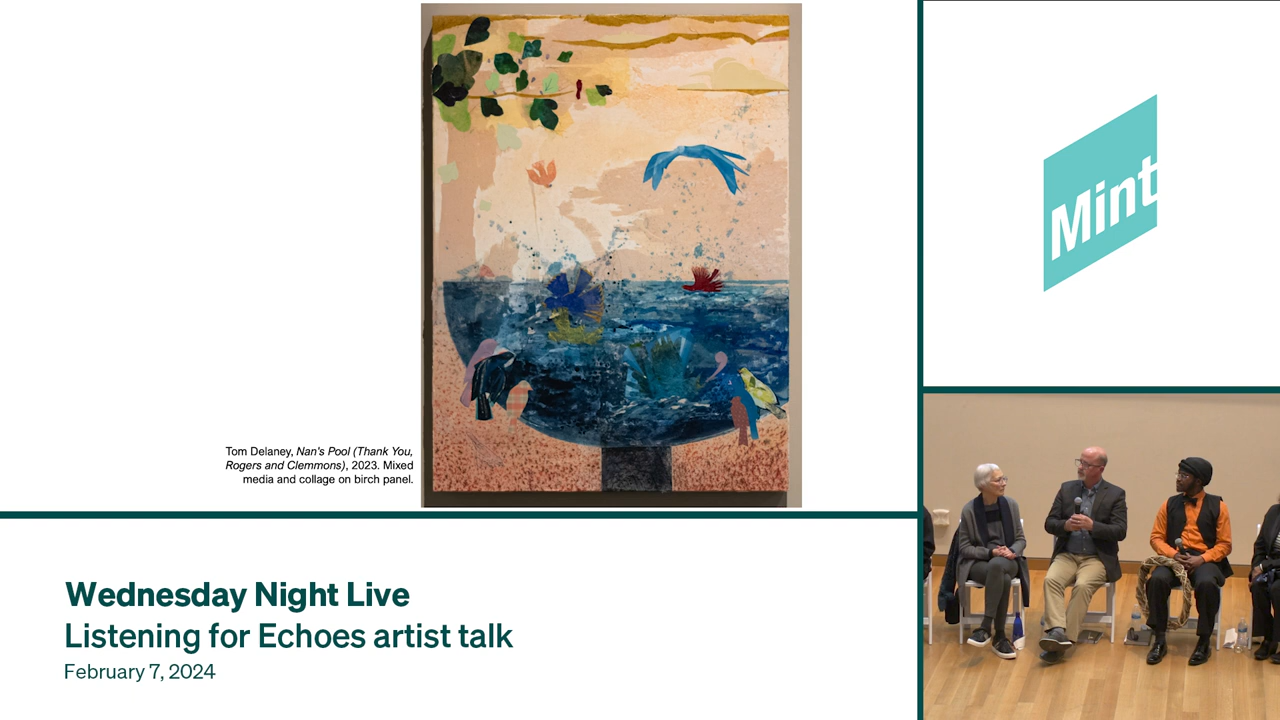 Mint
Tom Delaney, Nan's Pool (Thank You,
Rogers and Clemmons), 2023. Mixed
media and collage on birch panel.
Wednesday Night Live
Listening for Echoes artist talk
February 7, 2024